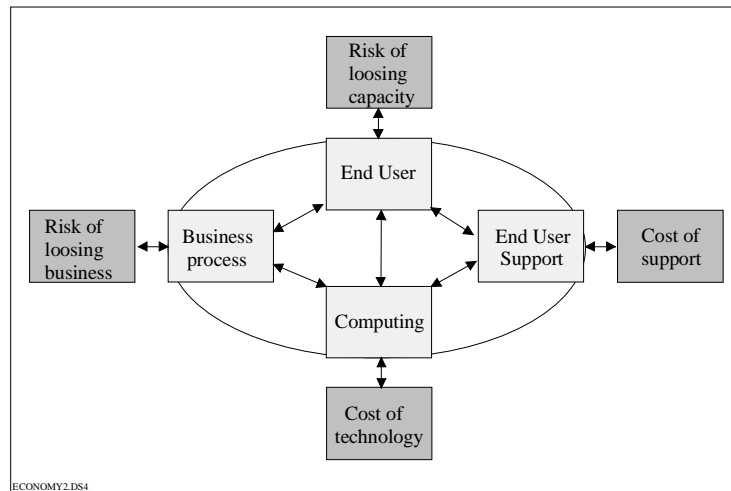 Risk of
loosing
capacity
End User
Risk of
loosing
business
Business
process
End User
Support
Cost of
support
Computing
Cost of
technology
ECONOMY2.DS4